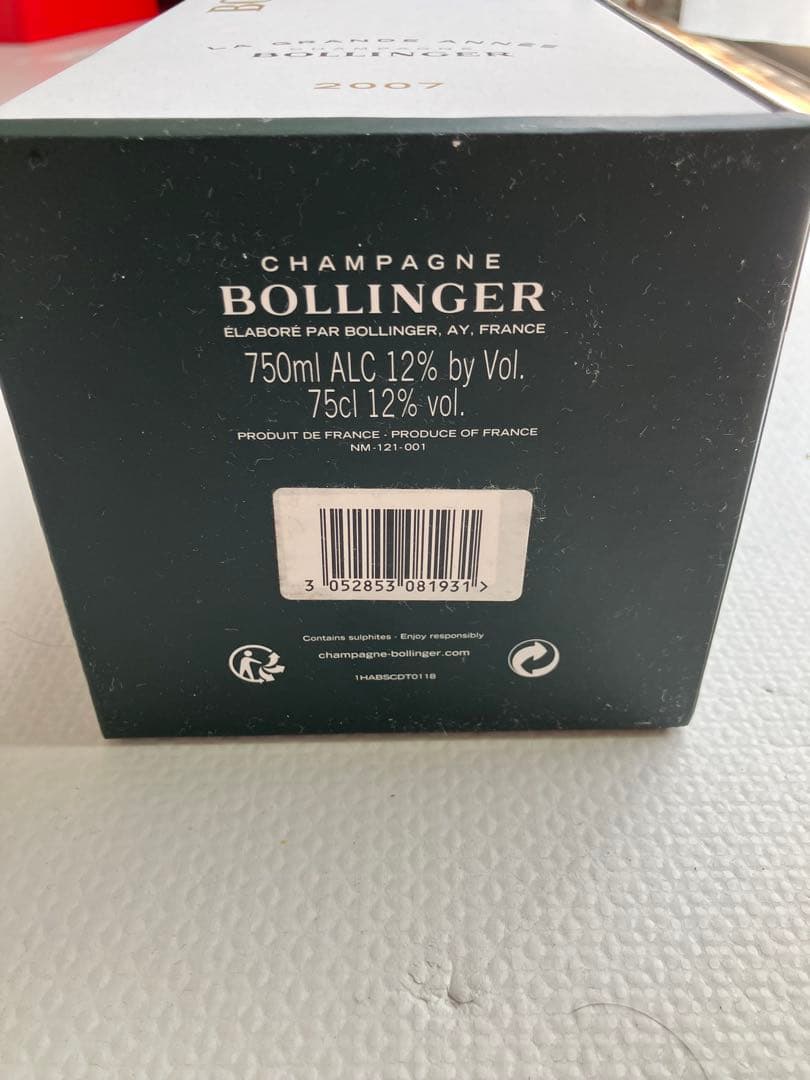 LA GRANDE ANNÉE
CHAMPAGNE
BOLLINGER
2007
CHAMPAGNE
BOLLINGER
ÉLABORÉ PAR BOLLINGER, AY, FRANCE
750ml ALC 12% by Vol.
75cl 12% vol.
PRODUIT DE FRANCE - PRODUCE OF FRANCE
NM-121-001
3 052853 081931 >
Contains sulphites - Enjoy responsibly
champagne-bollinger.com
1HABSCDT0118